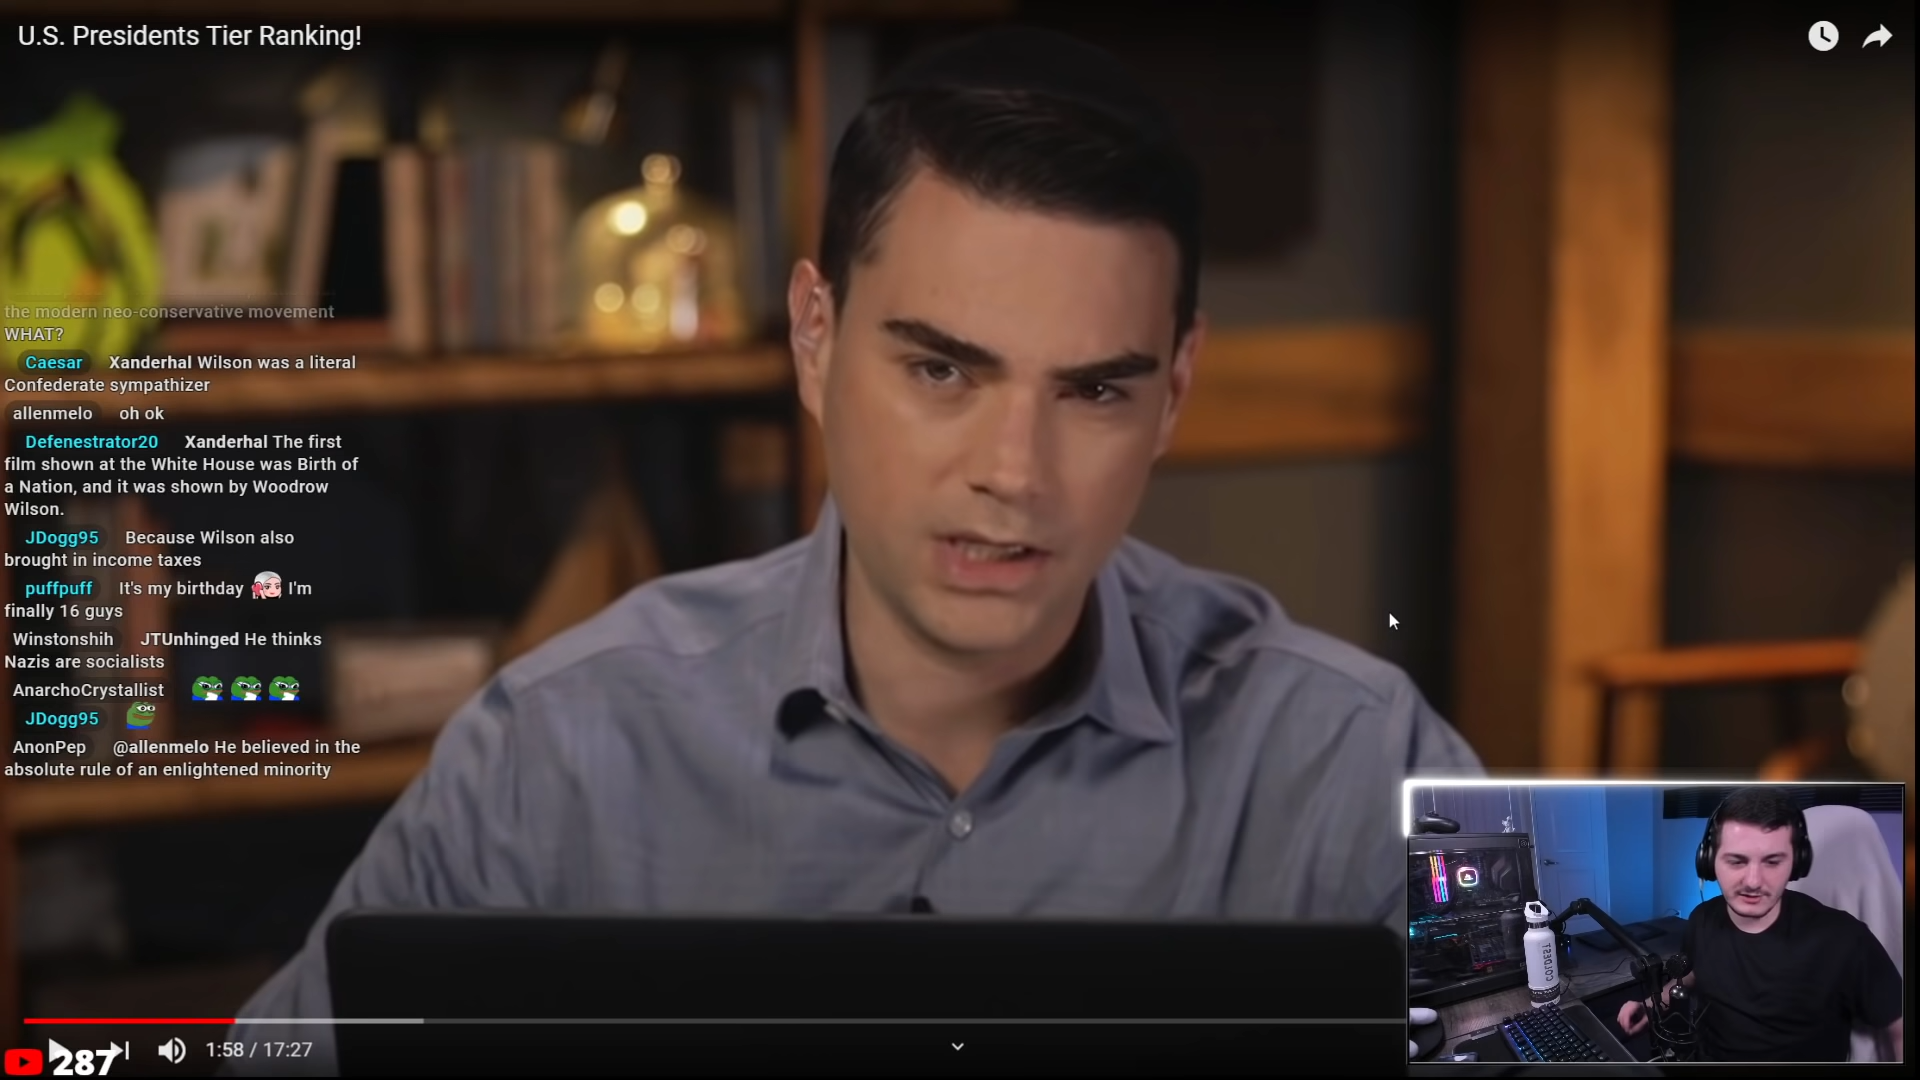 U.S. Presidents Tier Ranking!
the modern neo-conservative movement
WHAT?
Caesar Xanderhal Wilson was a literal
Confederate sympathizer
allenmelo oh ok
Defenestrator20 Xanderhal The first
film shown at the White House was Birth of
a Nation, and it was shown by Woodrow
Wilson.
JDogg95 Because Wilson also
brought in income taxes
puffpuff It's my birthday I'm
finally 16 guys
Winstonshih JTUnhinged He thinks
Nazis are socialists
AnarchoCrystallist
JDogg95
AnonPep @allenmelo He believed in the
absolute rule of an enlightened minority
COLDEST
287
1:58 / 17:27